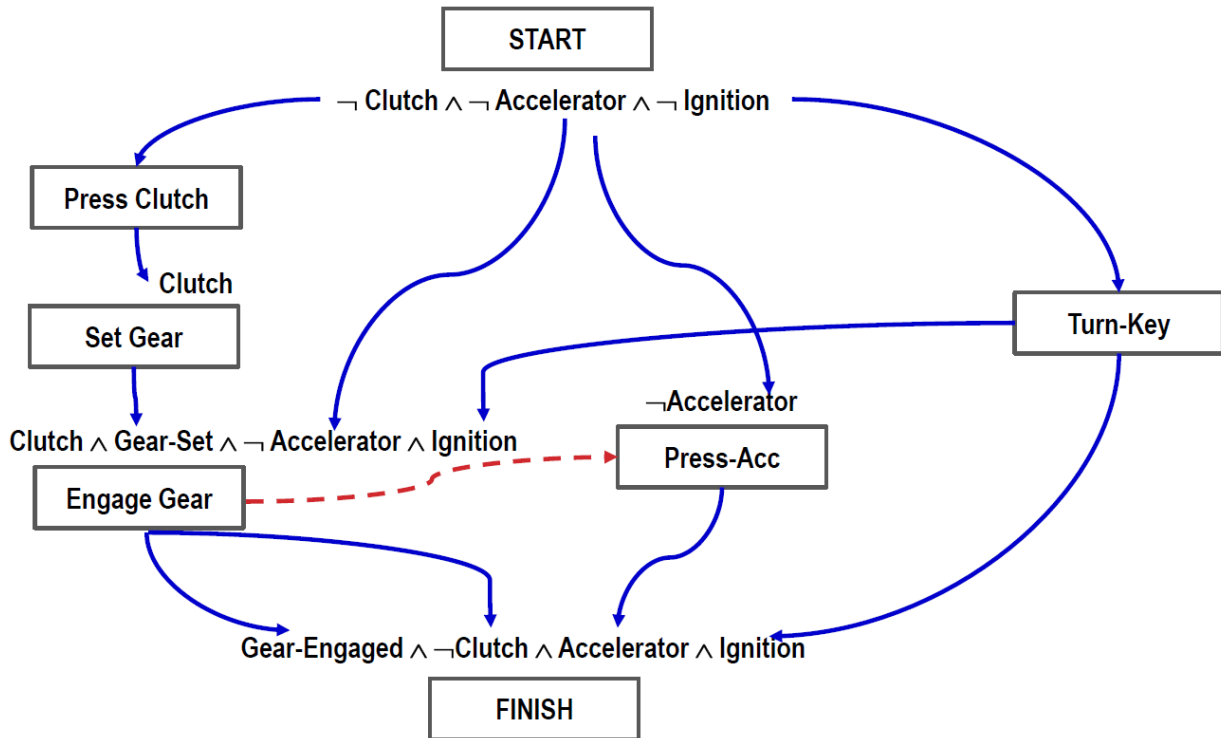 START
¬ Clutch ∧ ¬ Accelerator ∧ ¬ Ignition
Press Clutch
Clutch
Set Gear
Turn-Key
¬Accelerator
Clutch ∧ Gear-Set ∧ ¬ Accelerator ∧ Ignition
Press-Acc
Engage Gear
Gear-Engaged ∧ ¬Clutch ∧ Accelerator ∧ Ignition
FINISH